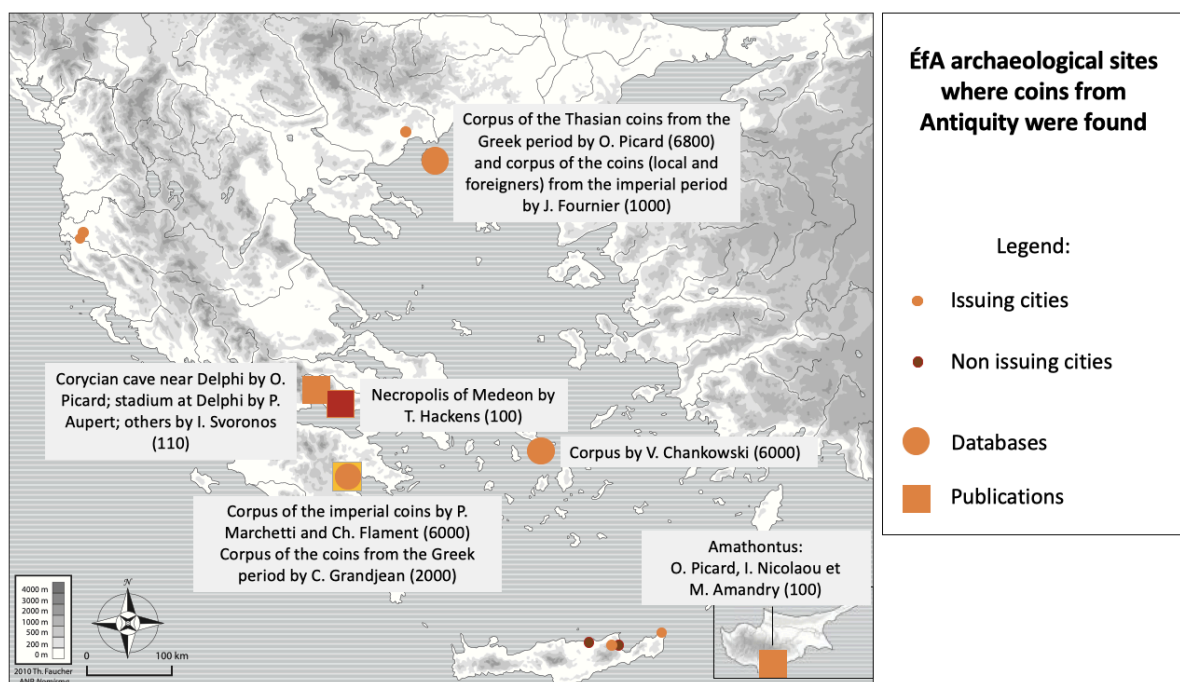 Corpus of the Thasian coins from the
Greek period by O. Picard (6800)
and corpus of the coins (local and
foreigners) from the imperial period
by J. Fournier (1000)
Corycian cave near Delphi by O.
Picard; stadium at Delphi by P.
Aupert; others by I. Svoronos
(110)
Necropolis of Medeon by
T. Hackens (100)
Corpus by V. Chankowski (6000)
Corpus of the imperial coins by P.
Marchetti and Ch. Flament (6000)
Corpus of the coins from the Greek
period by C. Grandjean (2000)
Amathontus:
O. Picard, I. Nicolaou et
M. Amandry (100)
4000 m
3000 m
2000 m
1000 m
500 m
200 m
0 m
N
0 100 km
2010 Th. Faucher
ANR Nomisma
ÉfA archaeological sites
where coins from
Antiquity were found
Legend:
Issuing cities
Non issuing cities
Databases
Publications